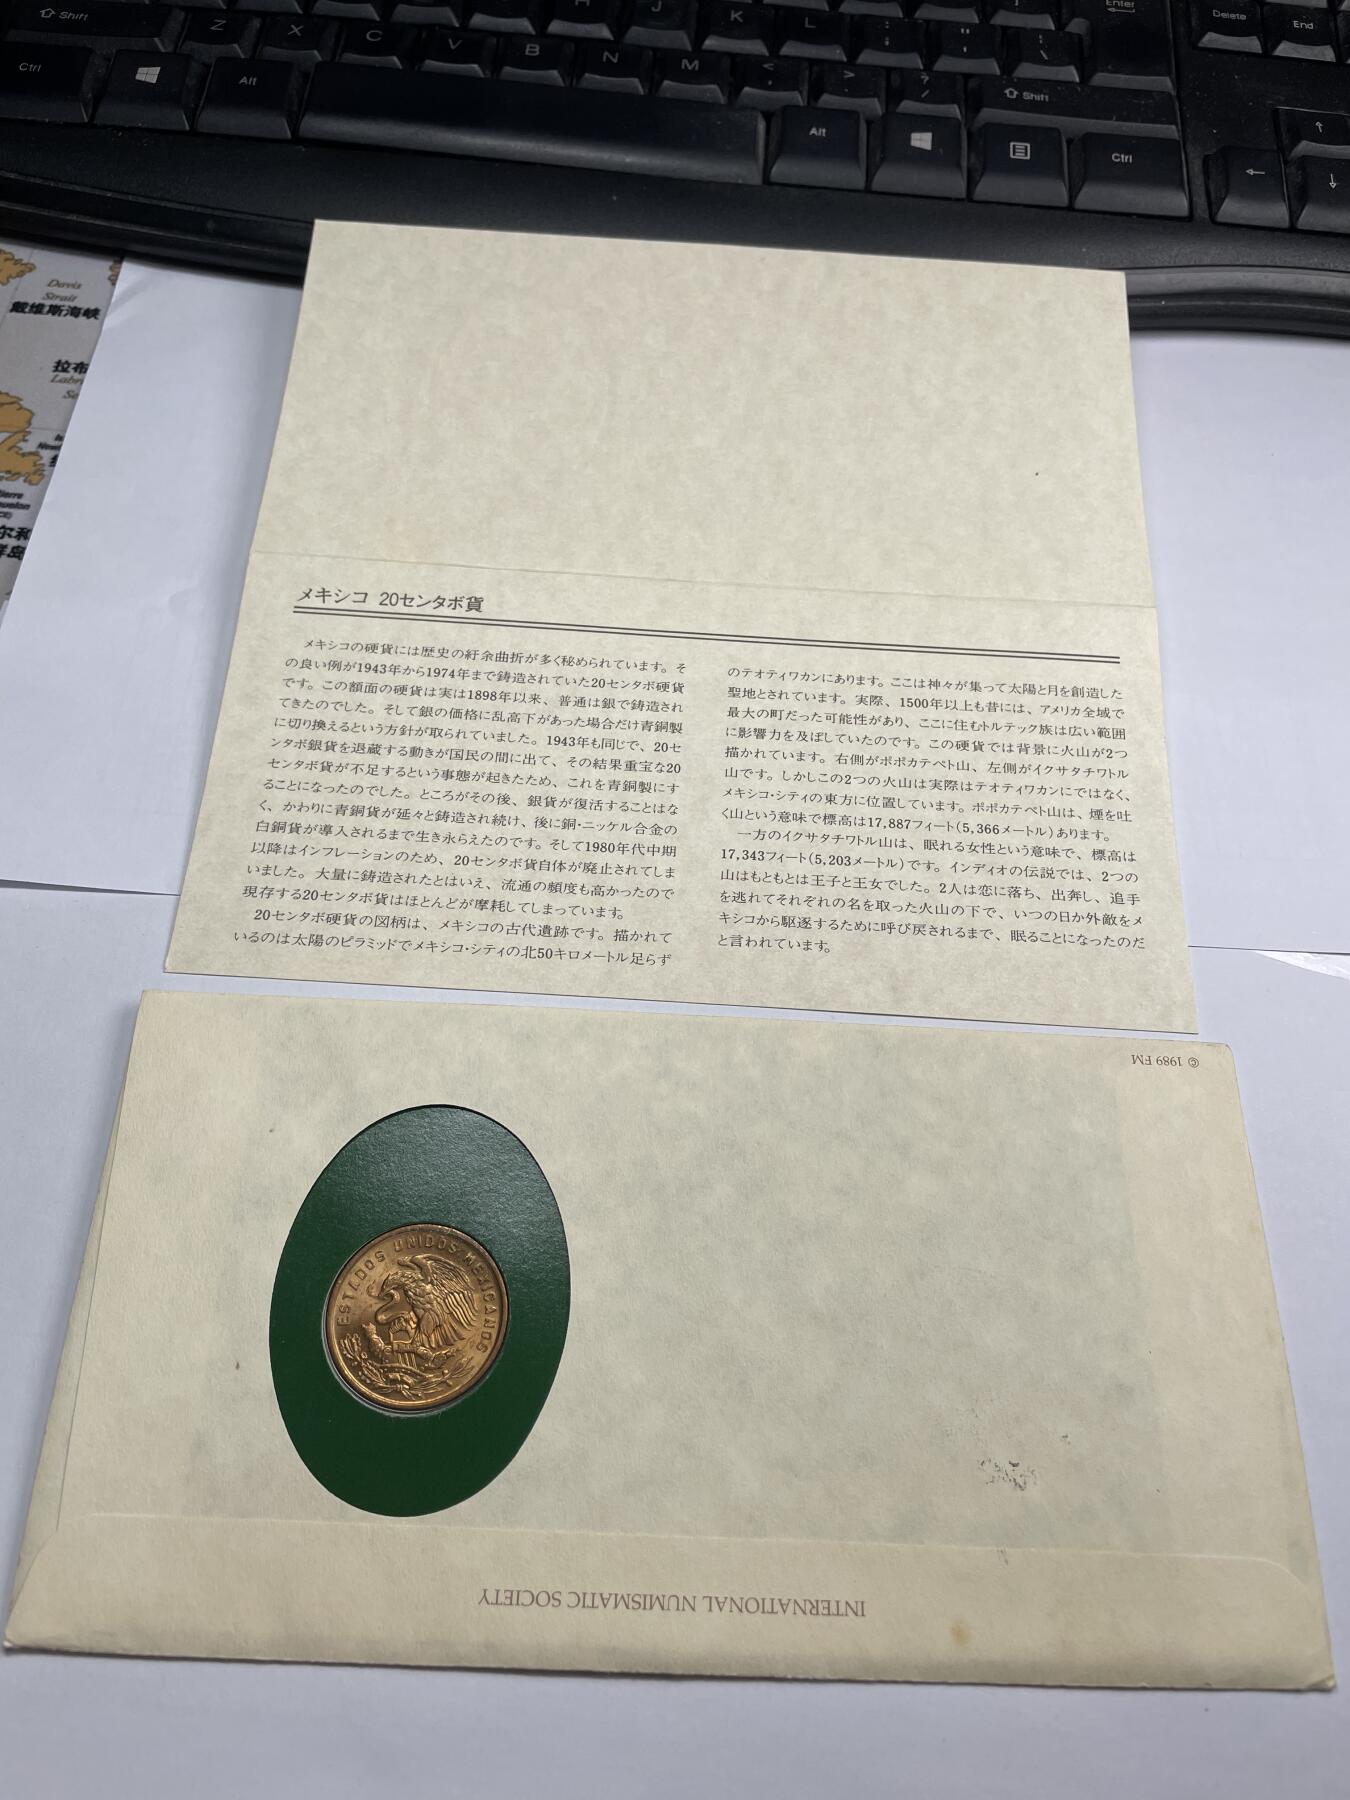 Shift
Z
X
C
V
B
N
M
<
>
?
/
Shift
Enter
Delete
End
H
J
K
L
Ctrl
Alt
Alt
Ctrl
Davis
Strait
戴维斯海峡
拉布
メキシコ 20センタボ貨
メキシコの硬貨には歴史の紆余曲折が多く秘められています。そ
の良い例が1943年から1974年まで鋳造されていた20センタボ硬貨
です。この額面の硬貨は実は1898年以来、普通は銀で鋳造され
てきたのでした。そして銀の価格に乱高下があった場合だけ青銅製
に切り換えるという方針が取られていました。1943年も同じで、20セ
ンタボ銀貨を退蔵する動きが国民の間に出て、その結果重宝な20
センタボ貨が不足するという事態が起きたため、これを青銅製にす
ることになったのでした。ところがその後、銀貨が復活することはな
く、かわりに青銅貨が延々と鋳造され続け、後に銅・ニッケル合金の
白銅貨が導入されるまで生き永らえたのです。そして1980年代中期
以降はインフレーションのため、20センタボ貨自体が廃止されてしま
いました。大量に鋳造されたとはいえ、流通の頻度も高かったので
現存する20センタボ貨はほとんどが摩耗してしまっています。
20センタボ硬貨の図柄は、メキシコの古代遺跡です。描かれて
いるのは太陽のピラミッドでメキシコ・シティの北50キロメートル足らず
のテオティワカンにあります。ここは神々が集って太陽と月を創造した
聖地とされています。実際、1500年以上も昔には、アメリカ全域で
最大の町だった可能性があり、ここに住むトルテック族は広い範囲
に影響力を及ぼしていたのです。この硬貨では背景に火山が2つ
描かれています。右側がポポカテペト山、左側がイクサタチワトル
山です。しかしこの2つの火山は実際はテオティワカンにではなく、
メキシコ・シティの東方に位置しています。ポポカテペト山は、煙を吐
く山という意味で標高は17,887フィート(5,366メートル)あります。
一方のイクサタチワトル山は、眠れる女性という意味で、標高は
17,343フィート(5,203メートル)です。インディオの伝説では、2つの
山はもともとは王子と王女でした。2人は恋に落ち、出奔し、追手
を逃れてそれぞれの名を取った火山の下で、いつの日か外敵をメ
キシコから駆逐するために呼び戻されるまで、眠ることになったのだ
と言われています。
© 1989 FM
ESTADOS UNIDOS MEXICANOS
INTERNATIONAL NUMISMATIC SOCIETY